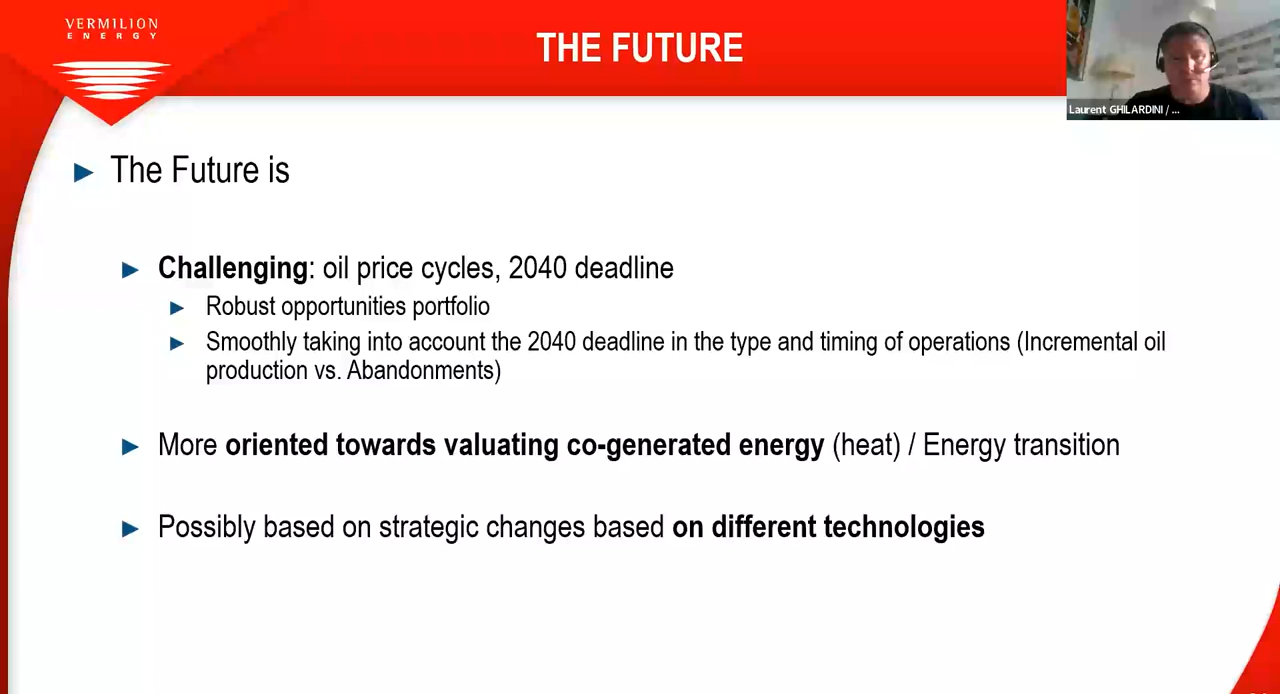 VERMILION
ENERGY
THE FUTURE
Laurent GHILARDINI / ...
The Future is
Challenging: oil price cycles, 2040 deadline
Robust opportunities portfolio
Smoothly taking into account the 2040 deadline in the type and timing of operations (Incremental oil
production vs. Abandonments)
More oriented towards valuating co-generated energy (heat) / Energy transition
Possibly based on strategic changes based on different technologies